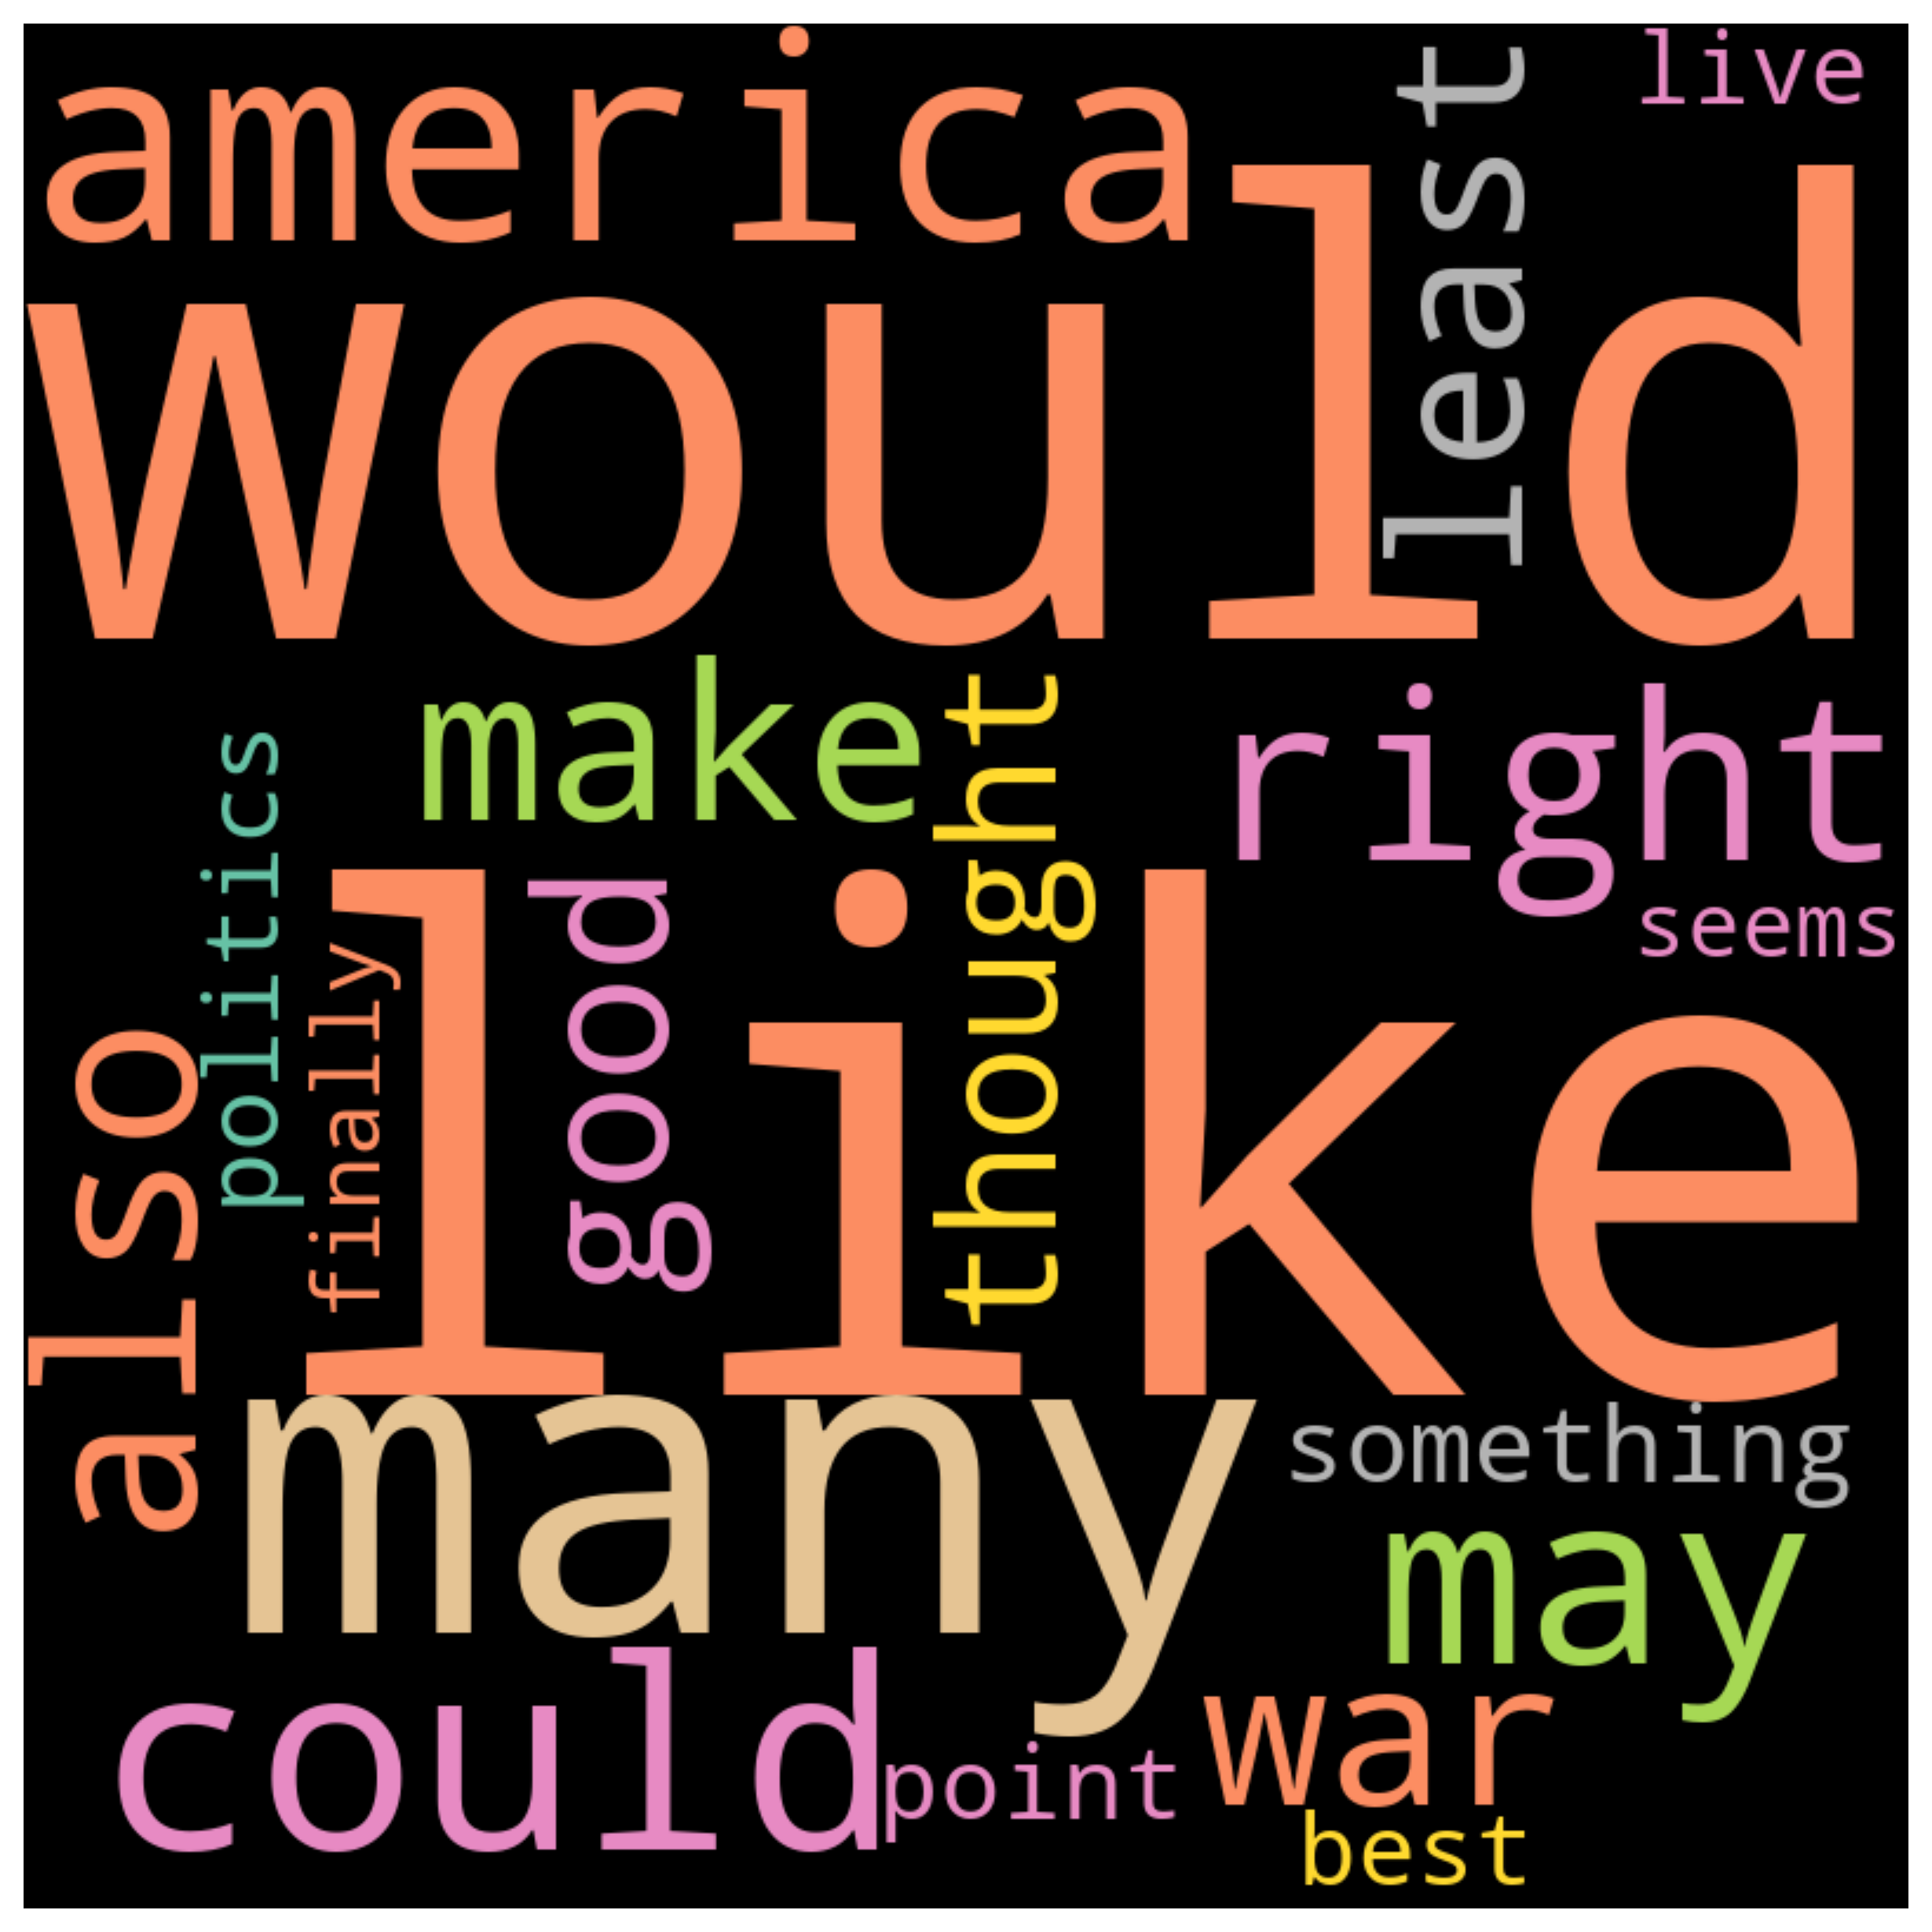 america
least
live
would
make
thought
right
politics
good
seems
finally
like
also
many
something
may
could
point
war
best